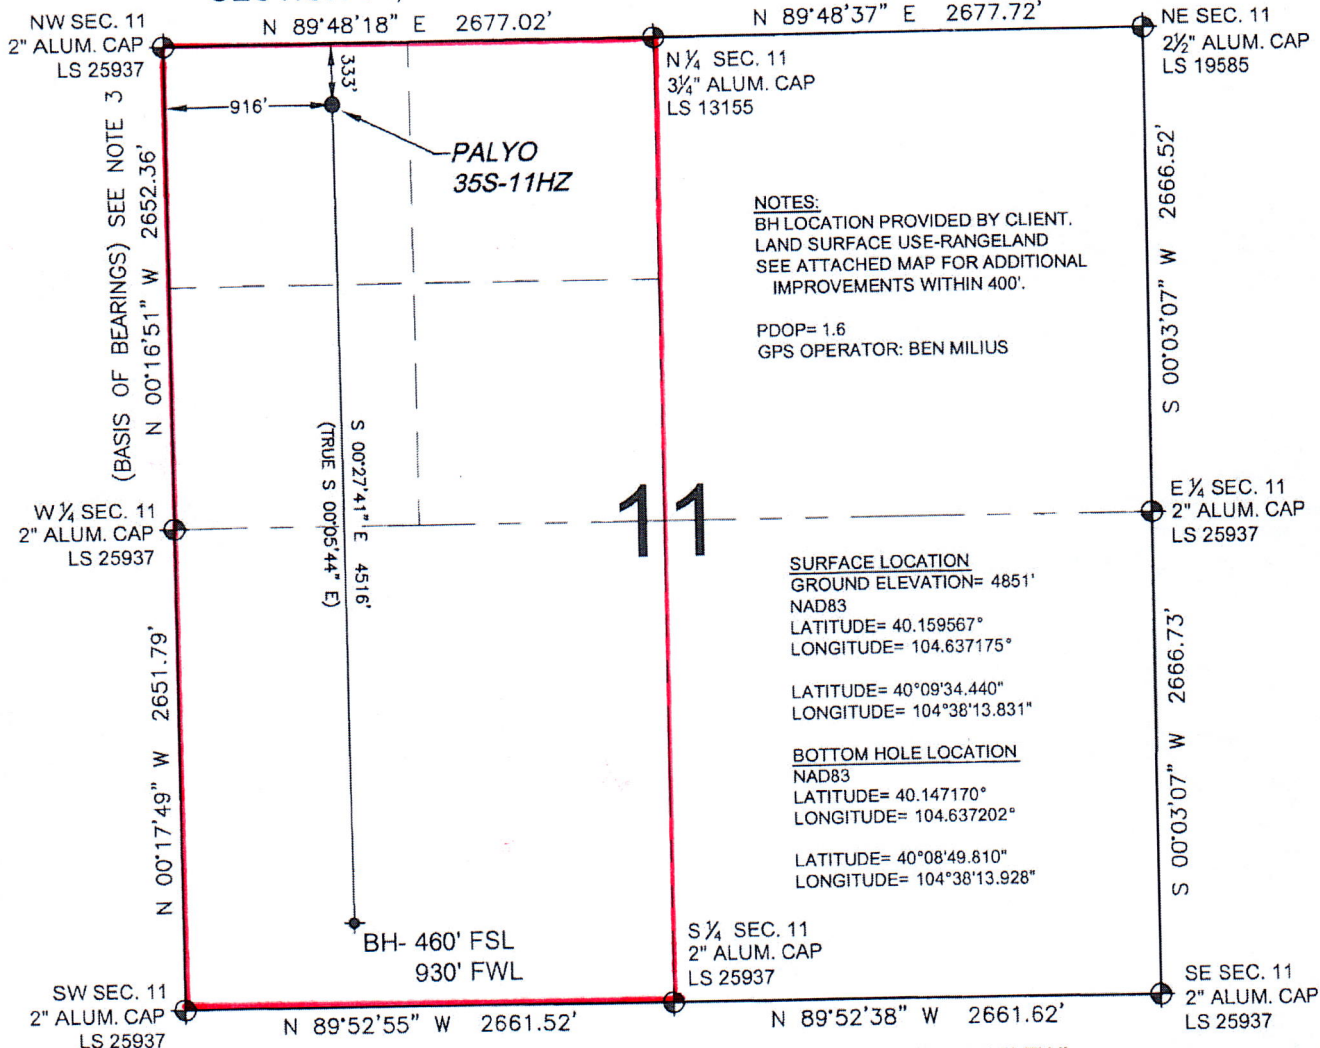 N 89°48'18" E 2677.02'
N 89°48'37" E 2677.72'
NW SEC. 11
2" ALUM. CAP
LS 25937
N ¼ SEC. 11
3¼" ALUM. CAP
LS 13155
NE SEC. 11
2½" ALUM. CAP
LS 19585
333'
916'
PALYO
35S-11HZ
(BASIS OF BEARINGS) SEE NOTE 3
N 00°16'51" W 2652.36'
S 00°03'07" W 2666.52'
NOTES:
BH LOCATION PROVIDED BY CLIENT.
LAND SURFACE USE-RANGELAND
SEE ATTACHED MAP FOR ADDITIONAL
IMPROVEMENTS WITHIN 400'.
PDOP= 1.6
GPS OPERATOR: BEN MILIUS
S 00°27'41" E 4516'
(TRUE S 00°05'44" E)
W ¼ SEC. 11
2" ALUM. CAP
LS 25937
11
E ¼ SEC. 11
2" ALUM. CAP
LS 25937
SURFACE LOCATION
GROUND ELEVATION= 4851'
NAD83
LATITUDE= 40.159567°
LONGITUDE= 104.637175°
LATITUDE= 40°09'34.440"
LONGITUDE= 104°38'13.831"
BOTTOM HOLE LOCATION
NAD83
LATITUDE= 40.147170°
LONGITUDE= 104.637202°
LATITUDE= 40°08'49.810"
LONGITUDE= 104°38'13.928"
N 00°17'49" W 2651.79'
S 00°03'07" W 2666.73'
BH- 460' FSL
930' FWL
S ¼ SEC. 11
2" ALUM. CAP
LS 25937
SW SEC. 11
2" ALUM. CAP
LS 25937
SE SEC. 11
2" ALUM. CAP
LS 25937
N 89°52'55" W 2661.52'
N 89°52'38" W 2661.62'